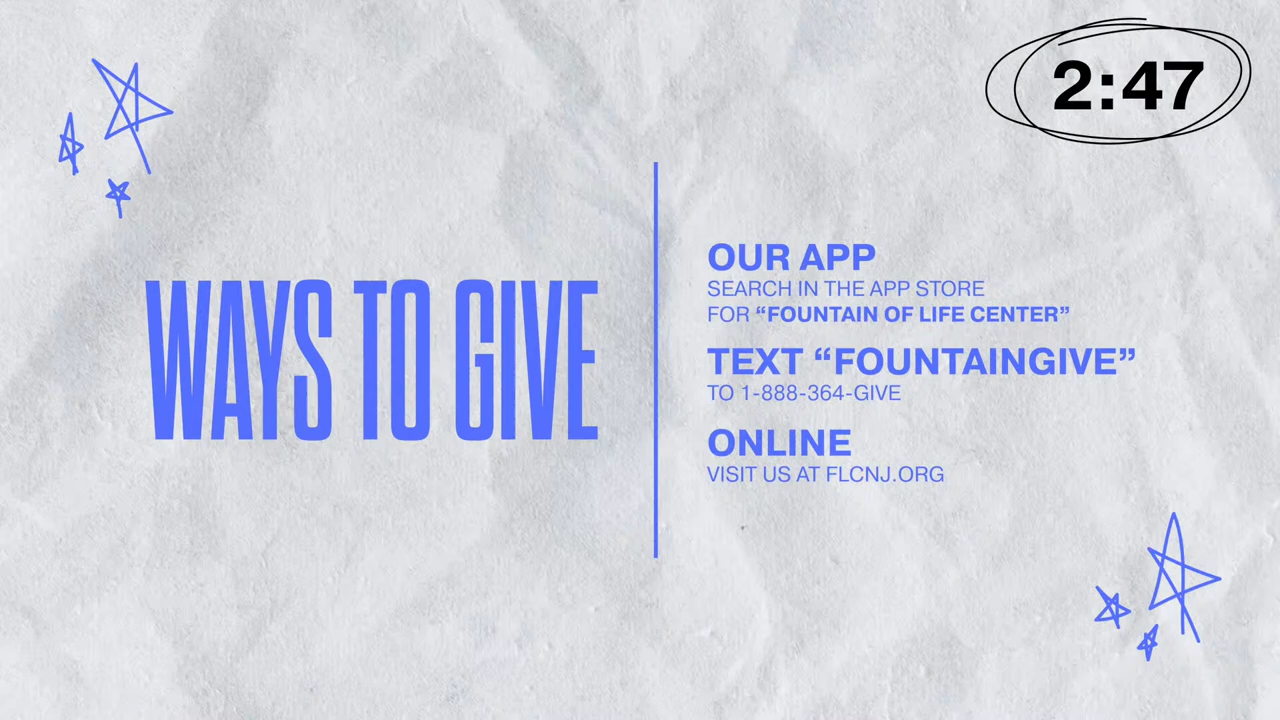 2:47
WAYS TO GIVE
OUR APP
SEARCH IN THE APP STORE
FOR “FOUNTAIN OF LIFE CENTER”
TEXT “FOUNTAINGIVE”
TO 1-888-364-GIVE
ONLINE
VISIT US AT FLCNJ.ORG